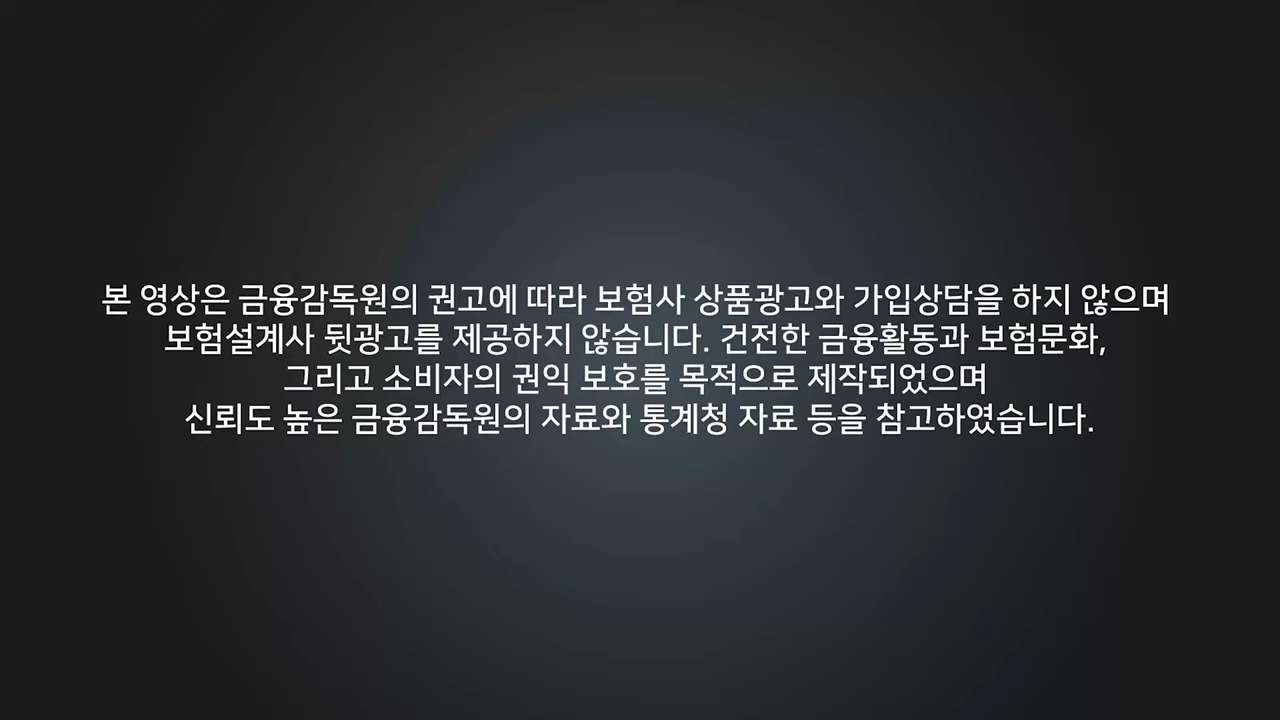 본 영상은 금융감독원의 권고에 따라 보험사 상품광고와 가입상담을 하지 않으며
보험설계사 뒷광고를 제공하지 않습니다. 건전한 금융활동과 보험문화,
그리고 소비자의 권익 보호를 목적으로 제작되었으며
신뢰도 높은 금융감독원의 자료와 통계청 자료 등을 참고하였습니다.